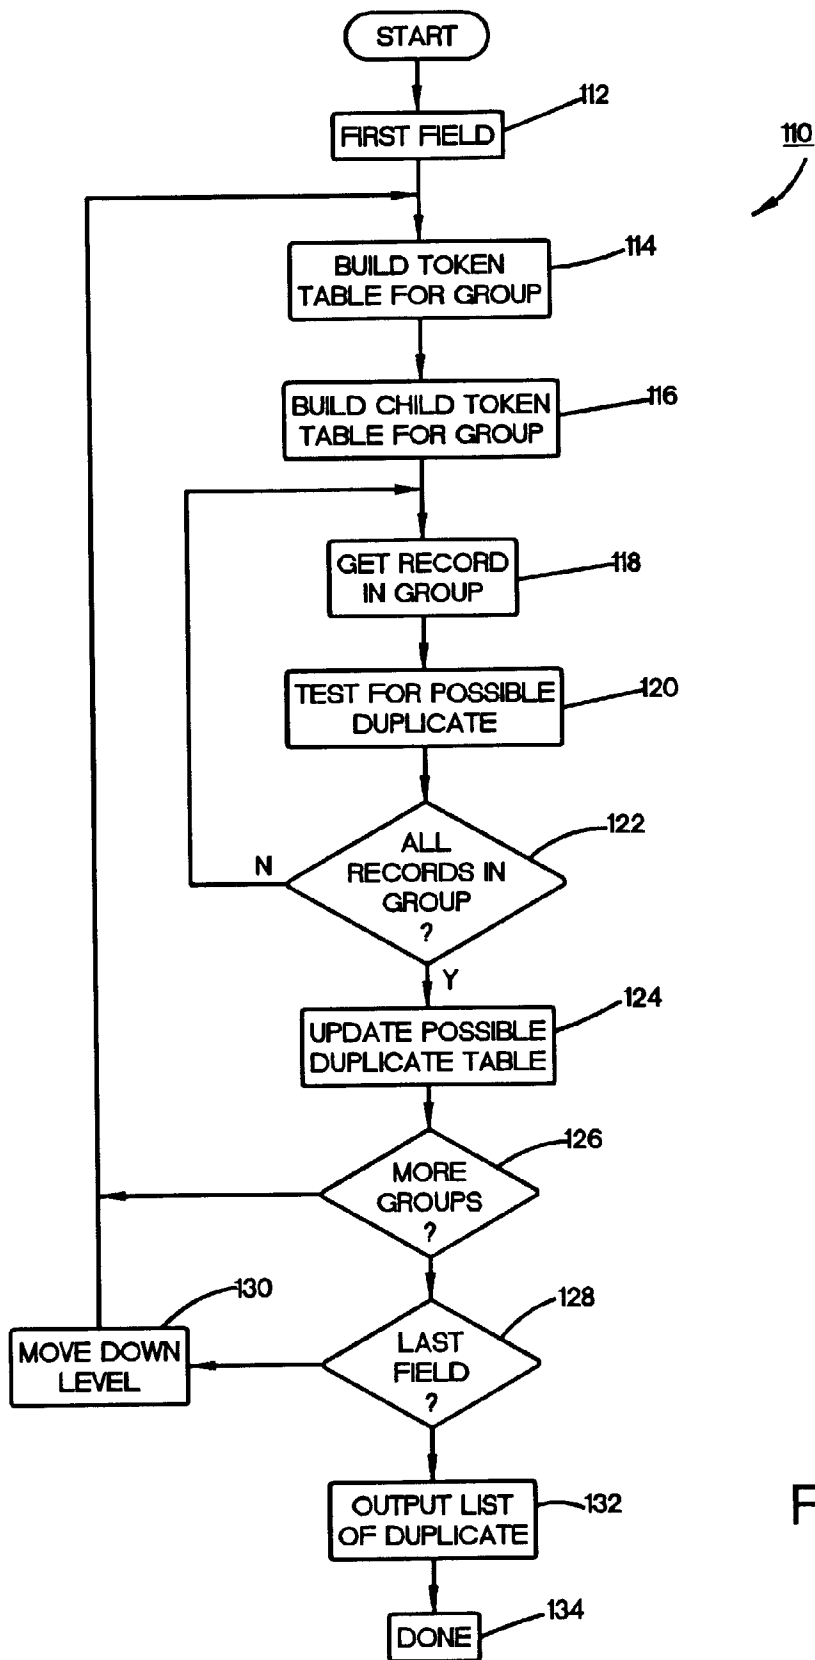 START
112
FIRST FIELD
110
114
BUILD TOKEN
TABLE FOR GROUP
116
BUILD CHILD TOKEN
TABLE FOR GROUP
118
GET RECORD
IN GROUP
120
TEST FOR POSSIBLE
DUPLICATE
122
ALL
RECORDS IN
GROUP
?
N
Y
124
UPDATE POSSIBLE
DUPLICATE TABLE
126
MORE
GROUPS
?
130
MOVE DOWN
LEVEL
128
LAST
FIELD
?
132
OUTPUT LIST
OF DUPLICATE
F
134
DONE